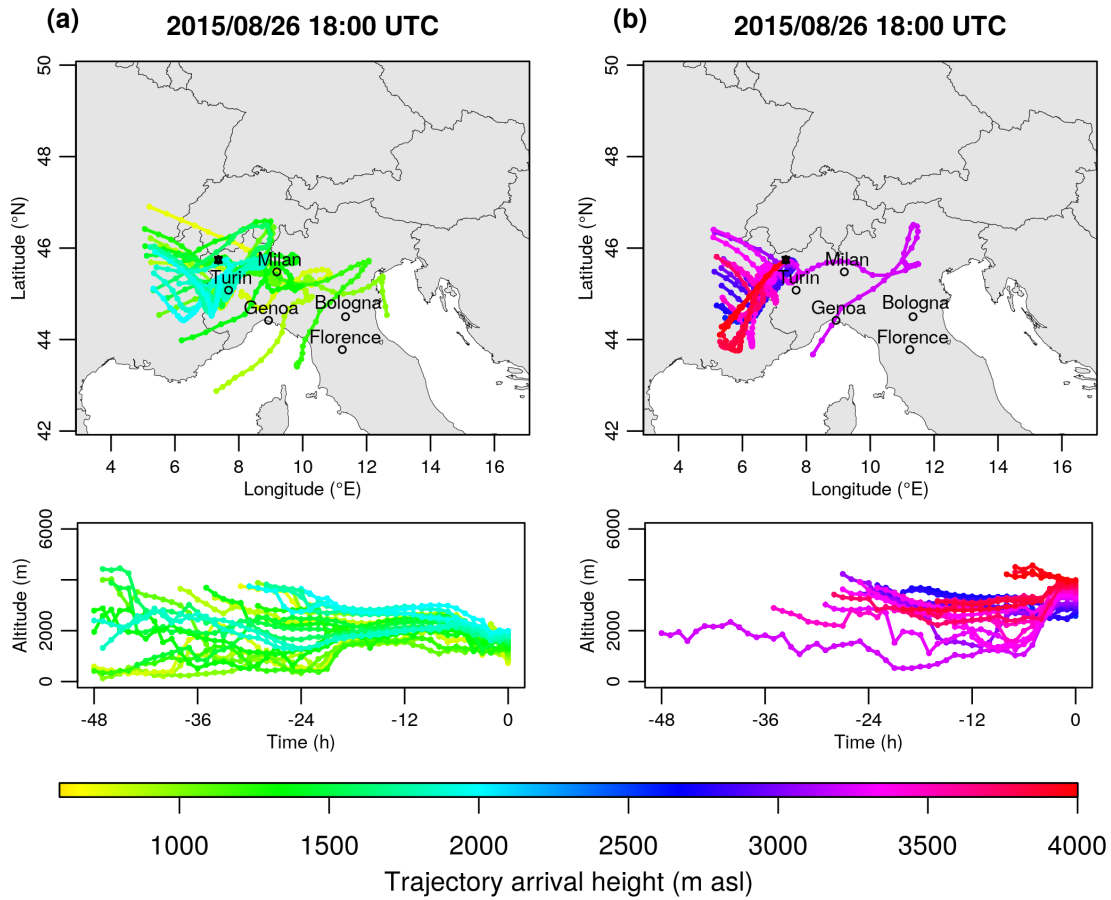 (a)
2015/08/26 18:00 UTC
(b)
2015/08/26 18:00 UTC
Latitude (°N)
50
48
46
44
42
Milan
Turin
Genoa
Bologna
Florence
4 6 8 10 12 14 16
Longitude (°E)
Latitude (°N)
50
48
46
44
42
Milan
Turin
Genoa
Bologna
Florence
4 6 8 10 12 14 16
Longitude (°E)
Altitude (m)
6000
2000
0
-48 -36 -24 -12 0
Time (h)
Altitude (m)
6000
2000
0
-48 -36 -24 -12 0
Time (h)
1000 1500 2000 2500 3000 3500 4000
Trajectory arrival height (m asl)